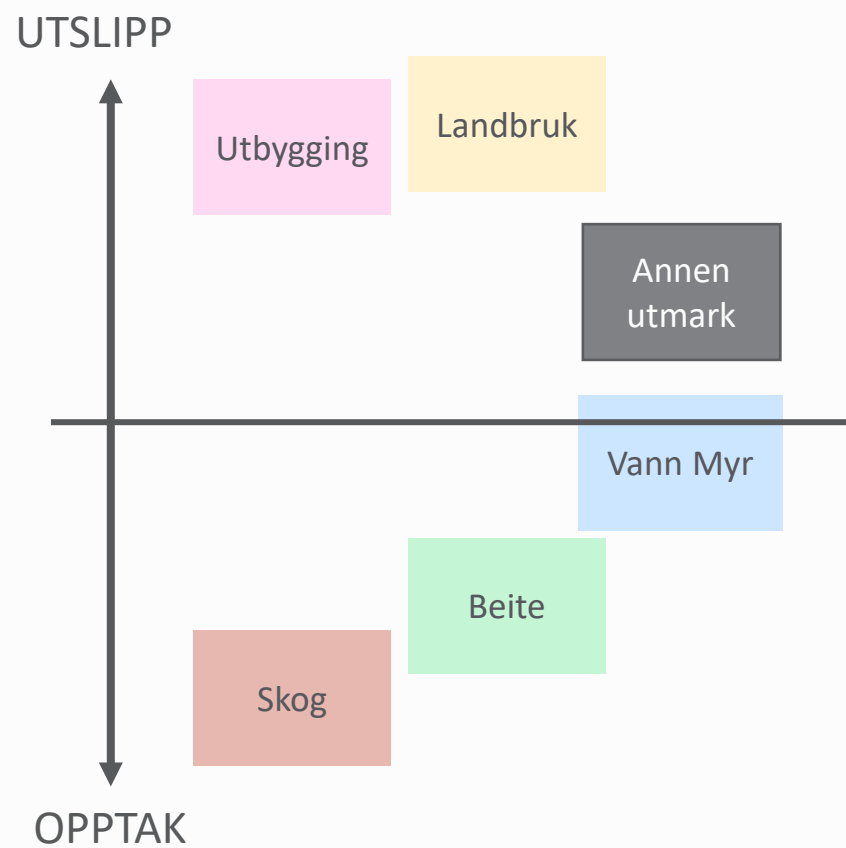 UTSLIPP
Utbygging
Landbruk
Annen
utmark
Vann Myr
Beite
Skog
OPPTAK